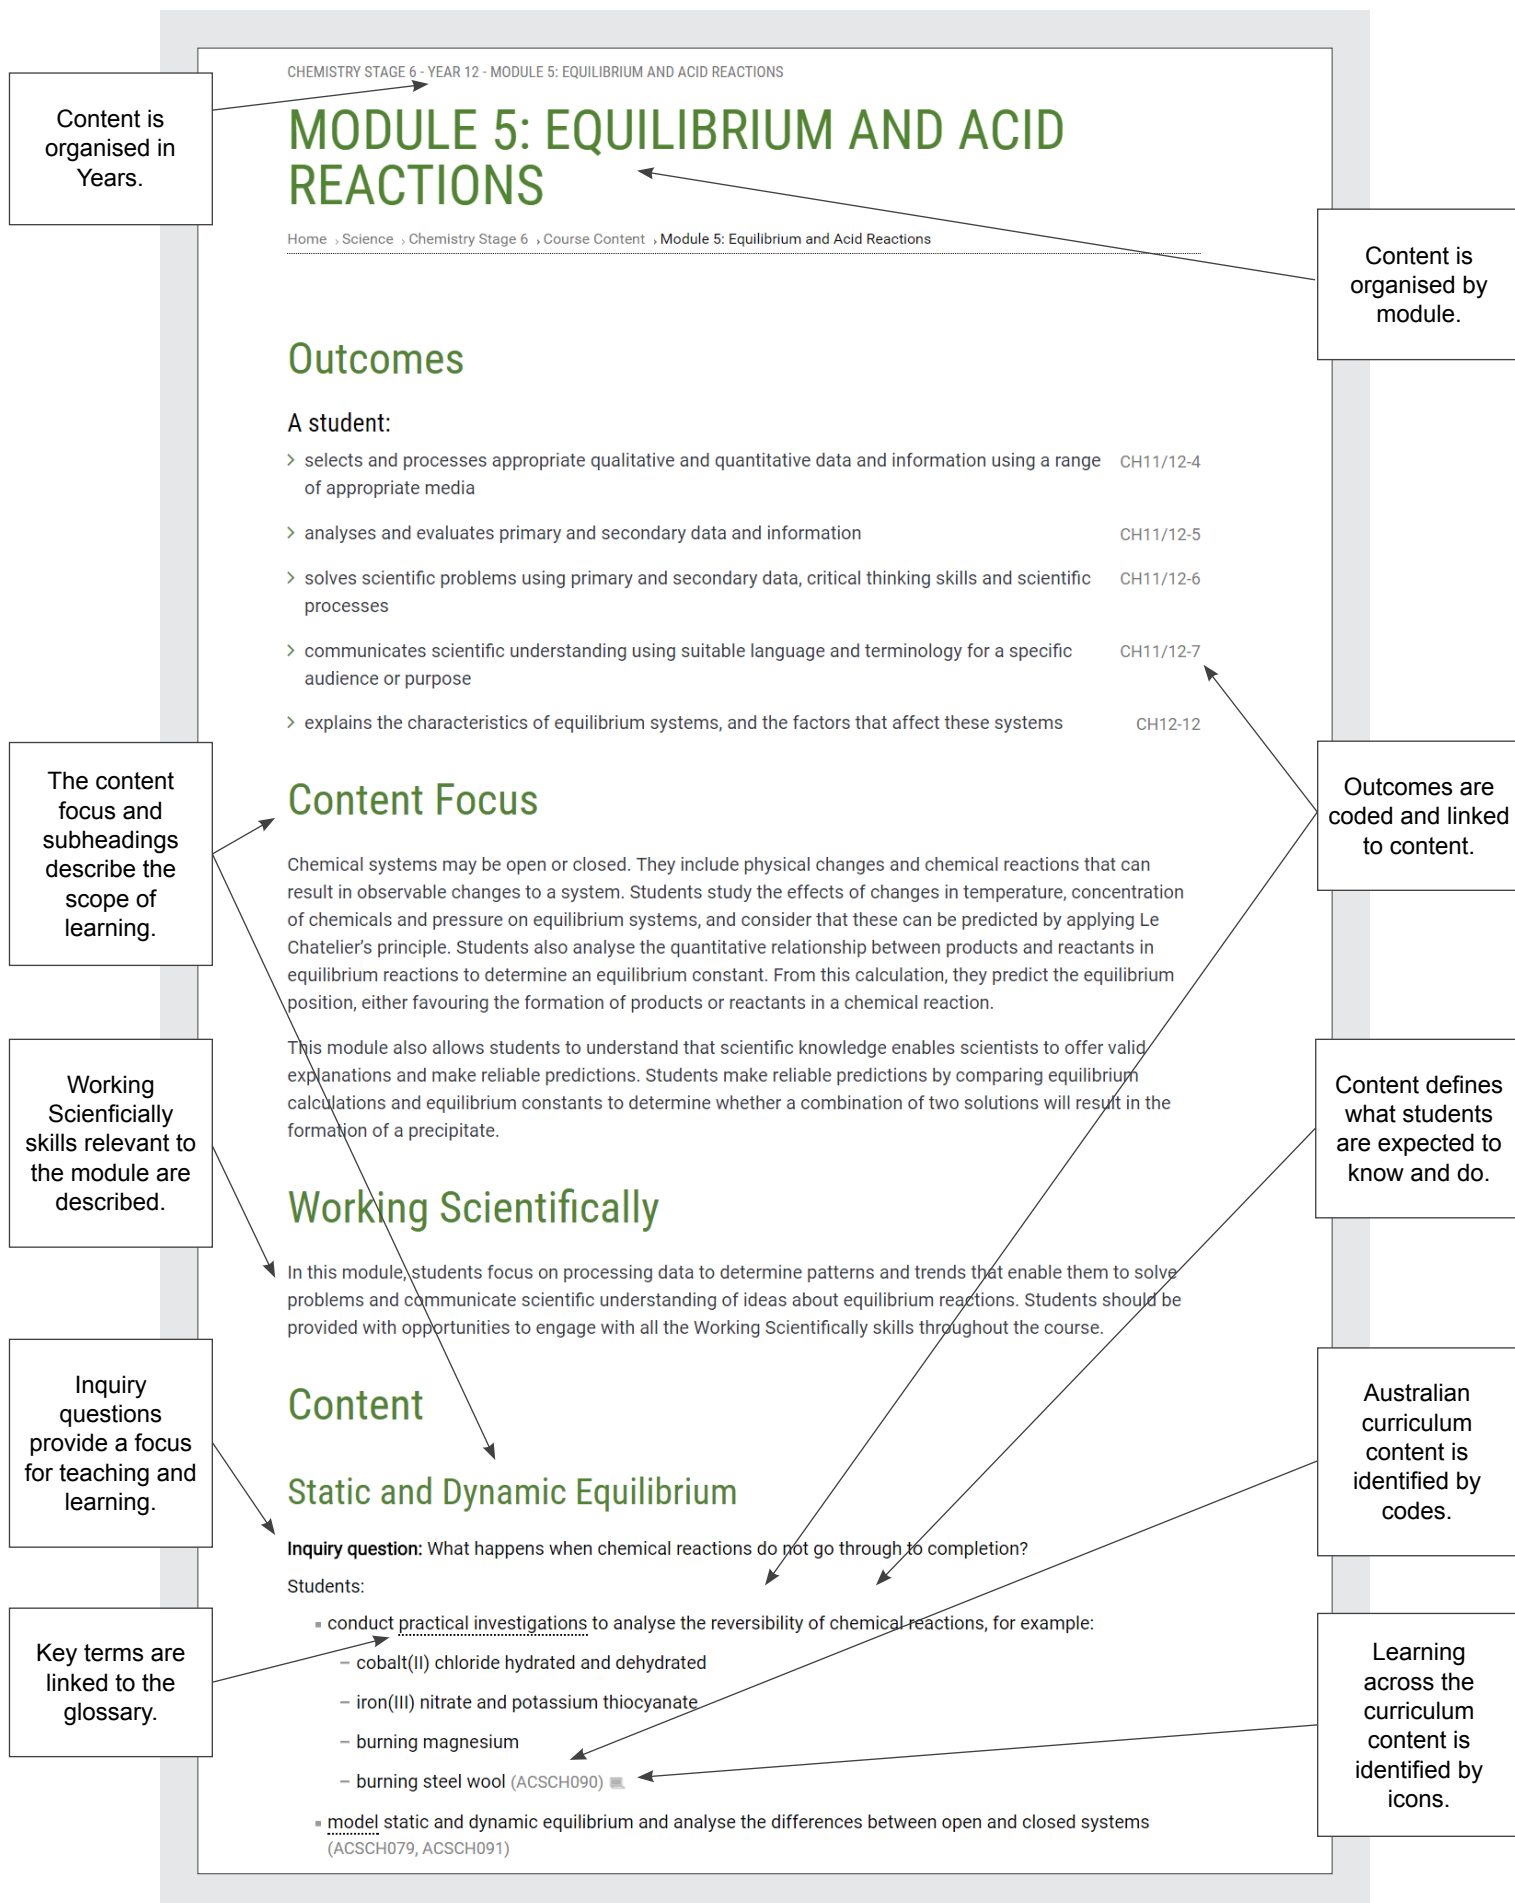 CHEMISTRY STAGE 6 - YEAR 12 - MODULE 5: EQUILIBRIUM AND ACID REACTIONS
Content is
organised in
Years.
MODULE 5: EQUILIBRIUM AND ACID
REACTIONS
Home › Science › Chemistry Stage 6 › Course Content › Module 5: Equilibrium and Acid Reactions
Content is
organised by
module.
Outcomes
A student:
selects and processes appropriate qualitative and quantitative data and information using a range CH11/12-4
of appropriate media
analyses and evaluates primary and secondary data and information CH11/12-5
solves scientific problems using primary and secondary data, critical thinking skills and scientific CH11/12-6
processes
communicates scientific understanding using suitable language and terminology for a specific CH11/12-7
audience or purpose
explains the characteristics of equilibrium systems, and the factors that affect these systems CH12-12
The content
focus and
subheadings
describe the
scope of
learning.
Outcomes are
coded and linked
to content.
Content Focus
Chemical systems may be open or closed. They include physical changes and chemical reactions that can
result in observable changes to a system. Students study the effects of changes in temperature, concentration
of chemicals and pressure on equilibrium systems, and consider that these can be predicted by applying Le
Chatelier's principle. Students also analyse the quantitative relationship between products and reactants in
equilibrium reactions to determine an equilibrium constant. From this calculation, they predict the equilibrium
position, either favouring the formation of products or reactants in a chemical reaction.
This module also allows students to understand that scientific knowledge enables scientists to offer valid
explanations and make reliable predictions. Students make reliable predictions by comparing equilibrium
calculations and equilibrium constants to determine whether a combination of two solutions will result in the
formation of a precipitate.
Working
Scienficially
skills relevant to
the module are
described.
Content defines
what students
are expected to
know and do.
Working Scientifically
In this module, students focus on processing data to determine patterns and trends that enable them to solve
problems and communicate scientific understanding of ideas about equilibrium reactions. Students should be
provided with opportunities to engage with all the Working Scientifically skills throughout the course.
Inquiry
questions
provide a focus
for teaching and
learning.
Australian
curriculum
content is
identified by
codes.
Content
Static and Dynamic Equilibrium
Inquiry question: What happens when chemical reactions do not go through to completion?
Students:
conduct practical investigations to analyse the reversibility of chemical reactions, for example:
– cobalt(II) chloride hydrated and dehydrated
– iron(III) nitrate and potassium thiocyanate
– burning magnesium
– burning steel wool (ACSCH090)
model static and dynamic equilibrium and analyse the differences between open and closed systems
(ACSCH079, ACSCH091)
Key terms are
linked to the
glossary.
Learning
across the
curriculum
content is
identified by
icons.